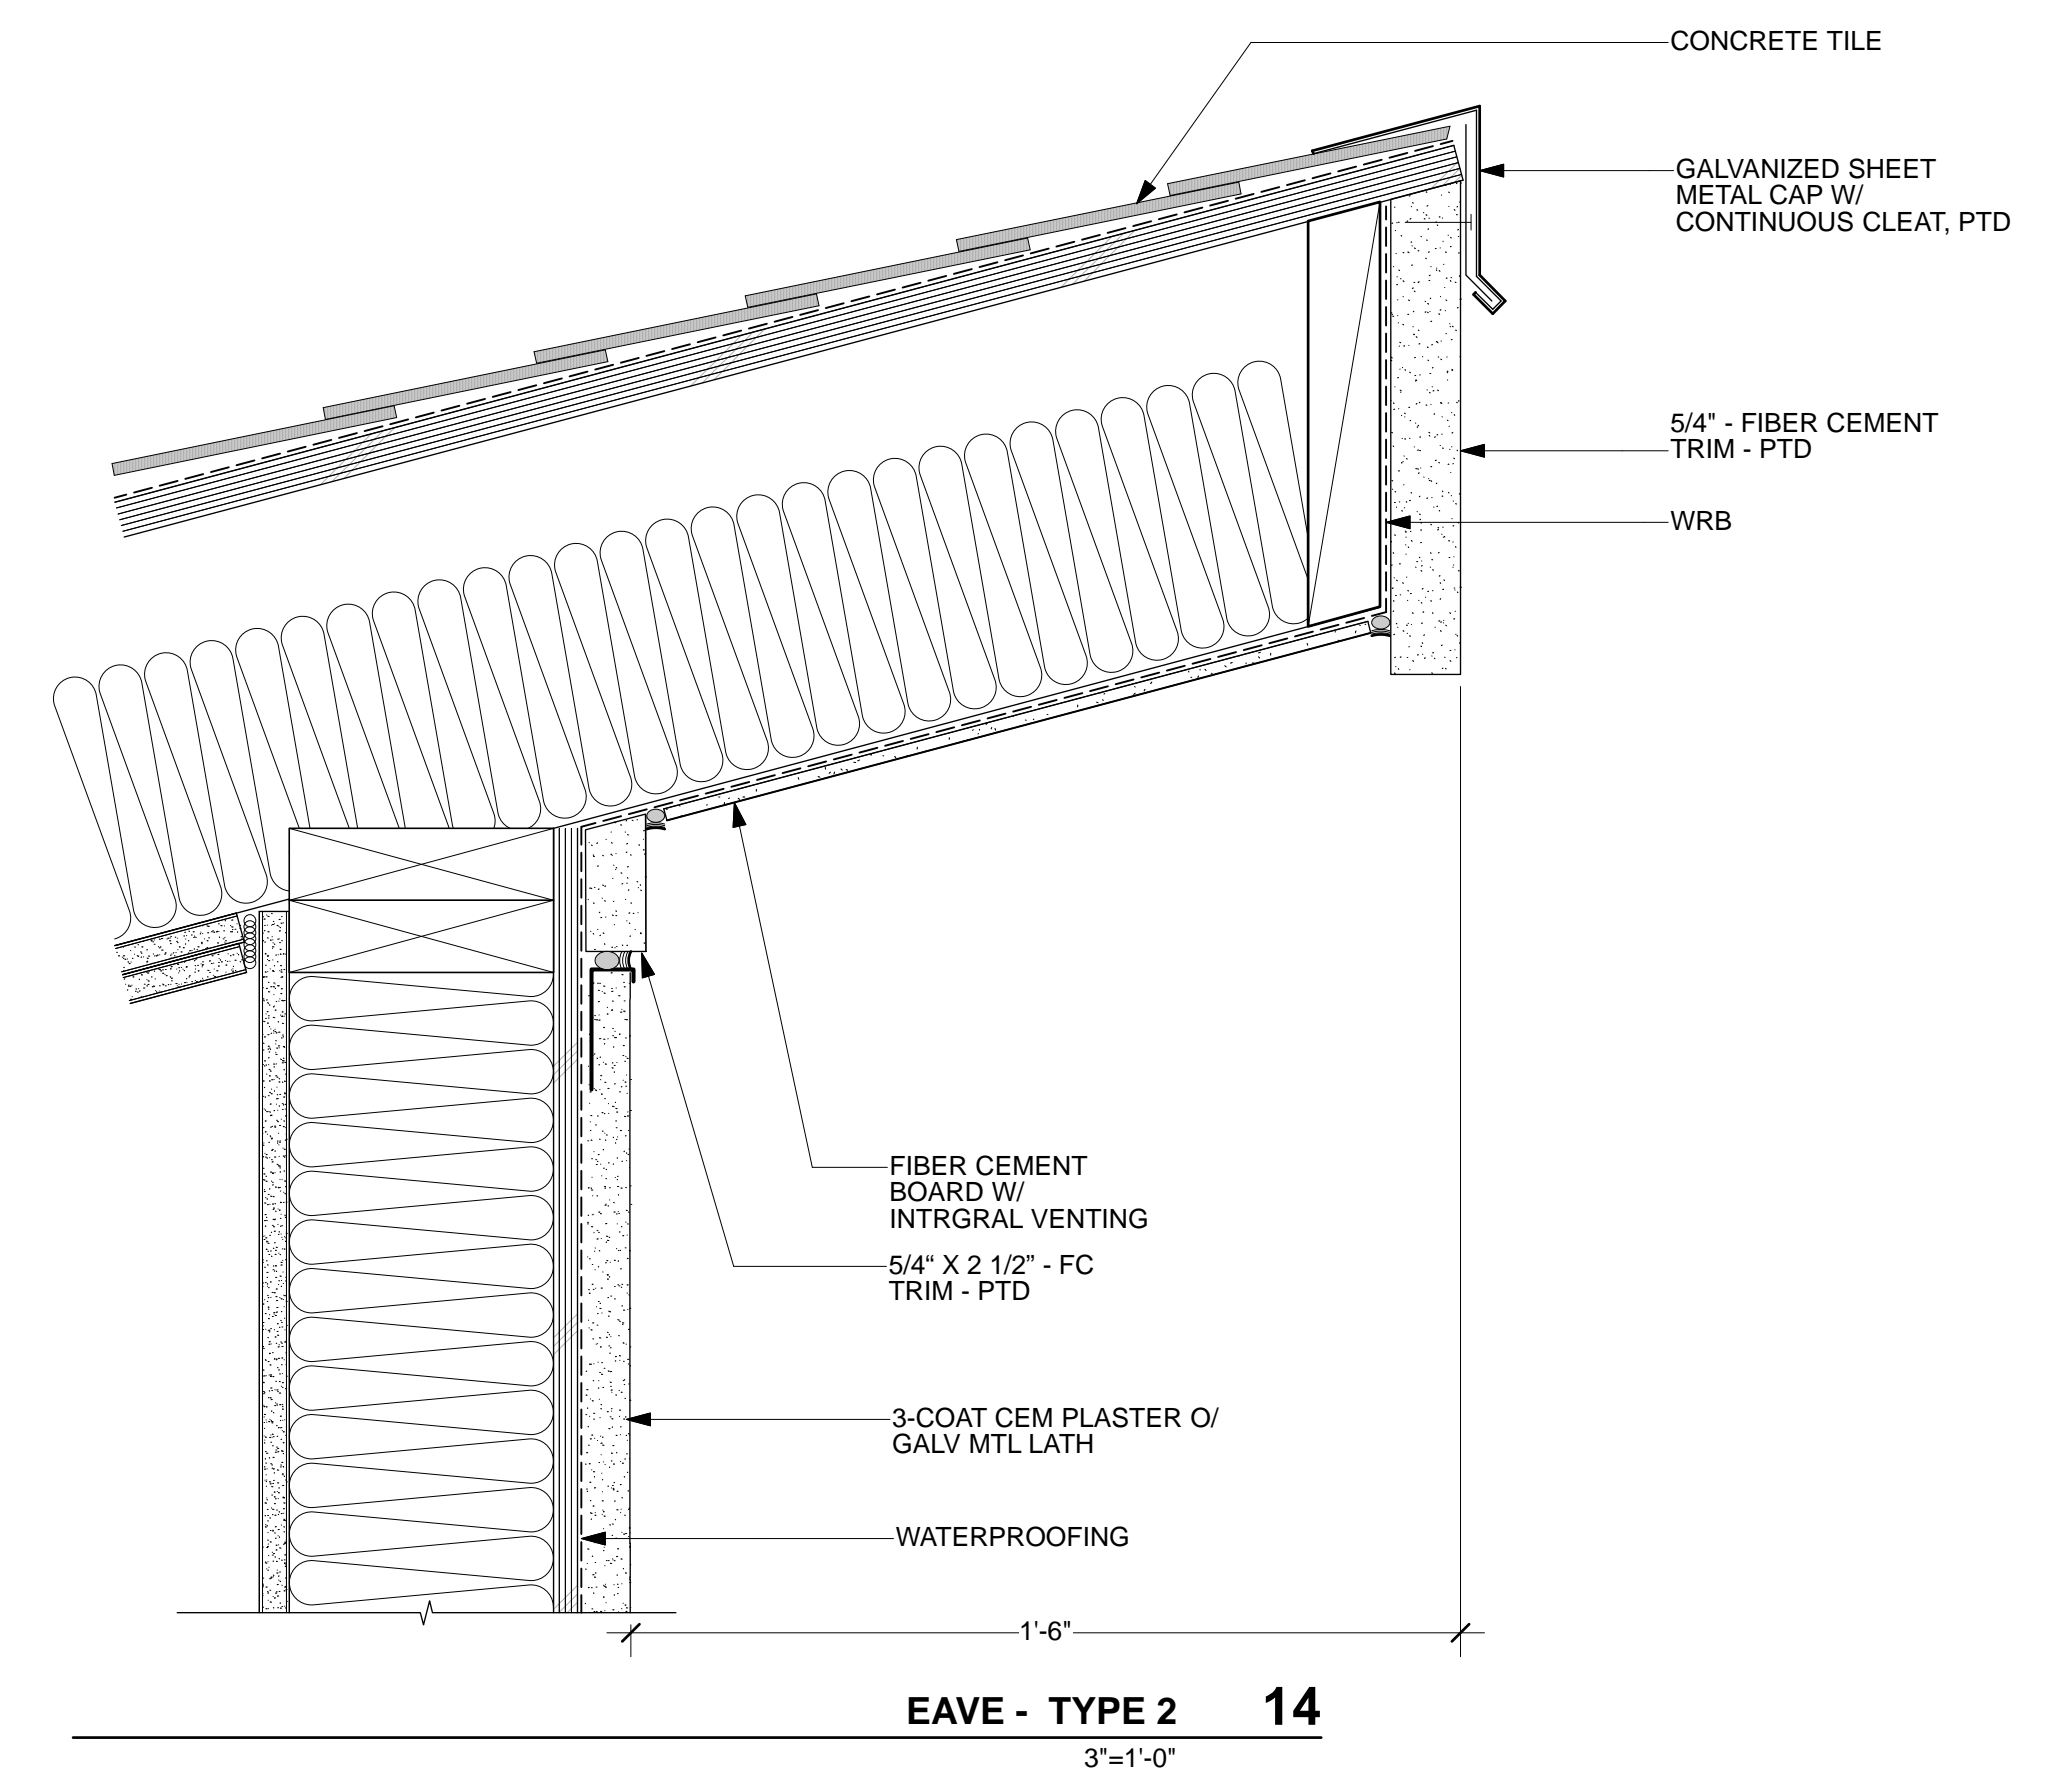 CONCRETE TILE
GALVANIZED SHEET
METAL CAP W/
CONTINUOUS CLEAT, PTD
5/4" - FIBER CEMENT
TRIM - PTD
WRB
FIBER CEMENT
BOARD W/
INTRGRAL VENTING
5/4“ X 2 1/2” - FC
TRIM - PTD
3-COAT CEM PLASTER O/
GALV MTL LATH
WATERPROOFING
1'-6"
EAVE - TYPE 2 14
3"=1'-0"